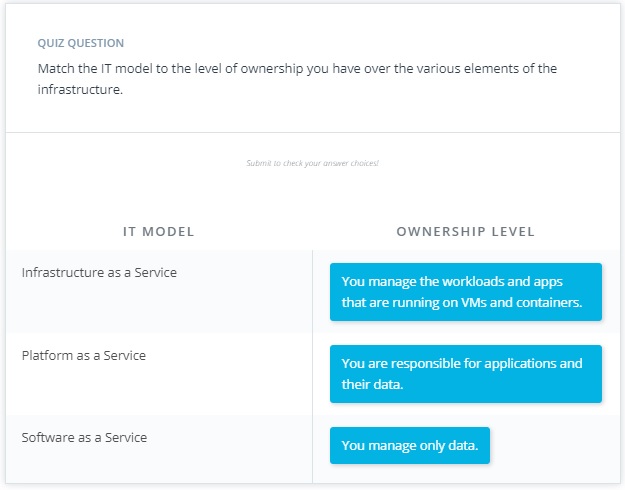 QUIZ QUESTION
Match the IT model to the level of ownership you have over the various elements of the
infrastructure.
Submit to check your answer choices!
IT MODEL
OWNERSHIP LEVEL
Infrastructure as a Service
You manage the workloads and apps
that are running on VMs and containers.
Platform as a Service
You are responsible for applications and
their data.
Software as a Service
You manage only data.